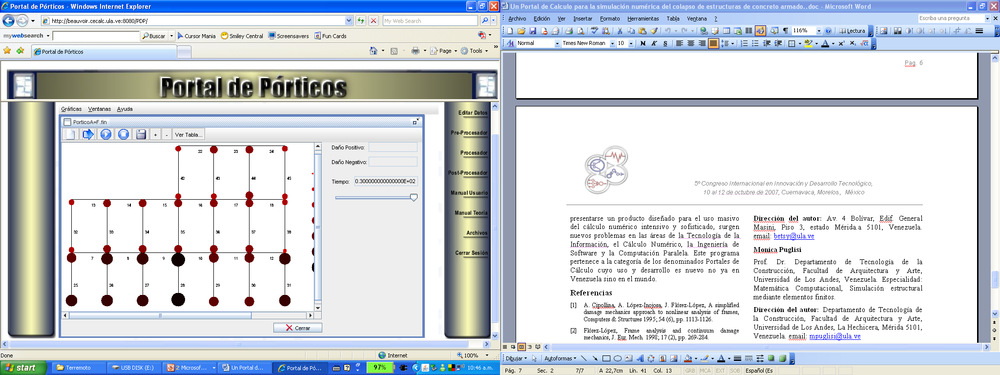 Portal de Pórticos - Windows Internet Explorer
http://beauvoir.cecalc.ula.ve:8080/PDP/
My Web Search
mywebsearch
Buscar
Cursor Mania
Smiley Central
Screensavers
Fun Cards
Portal de Pórticos
Page
Tools
Portal de Pórticos
Gráficas Ventanas Ayuda
PorticoA=F.fin
+ - Ver Tabla...
22 23 24
42 43 44 45
13 14 15 16 17 18
32 33 34 35 36 37 38
7 8 9 10 11 12
25 26 27 28 29 30 31
Daño Positivo:
Daño Negativo:
Tiempo: 0.300000000000000E+02
Cerrar
Editar Datos
Pre-Procesador
Procesador
Post-Procesador
Manual Usuario
Manual Teoría
Archivos
Cerrar Sesión
Done
Internet
100%
start
Terremoto
USB DISK (E:)
2 Microsof...
Un Portal d...
Portal de Pó...
97%
10:46 a.m.
Un Portal de Calculo para la simulación numérica del colapso de estructuras de concreto armado..doc - Microsoft Word
Archivo Edición Ver Insertar Formato Herramientas Tabla Ventana ?
Escriba una pregunta
116%
Lectura
Normal
Times New Roman
10
N K S
Pag. 6
5º Congreso Internacional en Innovación y Desarrollo Tecnológico,
10 al 12 de octubre de 2007, Cuernavaca, Morelos., México
presentarse un producto diseñado para el uso masivo
del cálculo numérico intensivo y sofisticado, surgen
nuevos problemas en las áreas de la Tecnología de la
Información, el Cálculo Numérico, la Ingeniería de
Software y la Computación Paralela. Este programa
pertenece a la categoría de los denominados Portales de
Cálculo cuyo uso y desarrollo es nuevo no ya en
Venezuela sino en el mundo.
Referencias
[1] A. Cipollina, A. López-Inojosa, J. Flórez-López, A simplified
damage mechanics approach to nonlinear analysis of frames,
Computers & Structures 1995; 54 (6), pp. 1113-1126.
[2] Flórez-López, Frame analysis and continuum damage
mechanics, J. Eur. Mech. 1998; 17 (2), pp. 269-284.
Dirección del autor: Av. 4 Bolívar, Edif. General
Masini, Piso 3, estado Mérida.a 5101, Venezuela.
email: betsy@ula.ve
Monica Puglisi
Prof. Dr. Departamento de Tecnología de la
Construcción, Facultad de Arquitectura y Arte,
Universidad de Los Andes, Venezuela. Especialidad:
Matemática Computacional, Simulación estructural
mediante elementos finitos.
Dirección del autor: Departamento de Tecnología de
la Construcción, Facultad de Arquitectura y Arte,
Universidad de Los Andes, La Hechicera, Mérida 5101,
Venezuela. email: mpuglisi@ula.ve
Dibujar
Autoformas
Pág. 7 Sec. 2 7/7 A 22,7cm Lín. 41 Col. 13 GRB MCA EXT SOB Español (Es